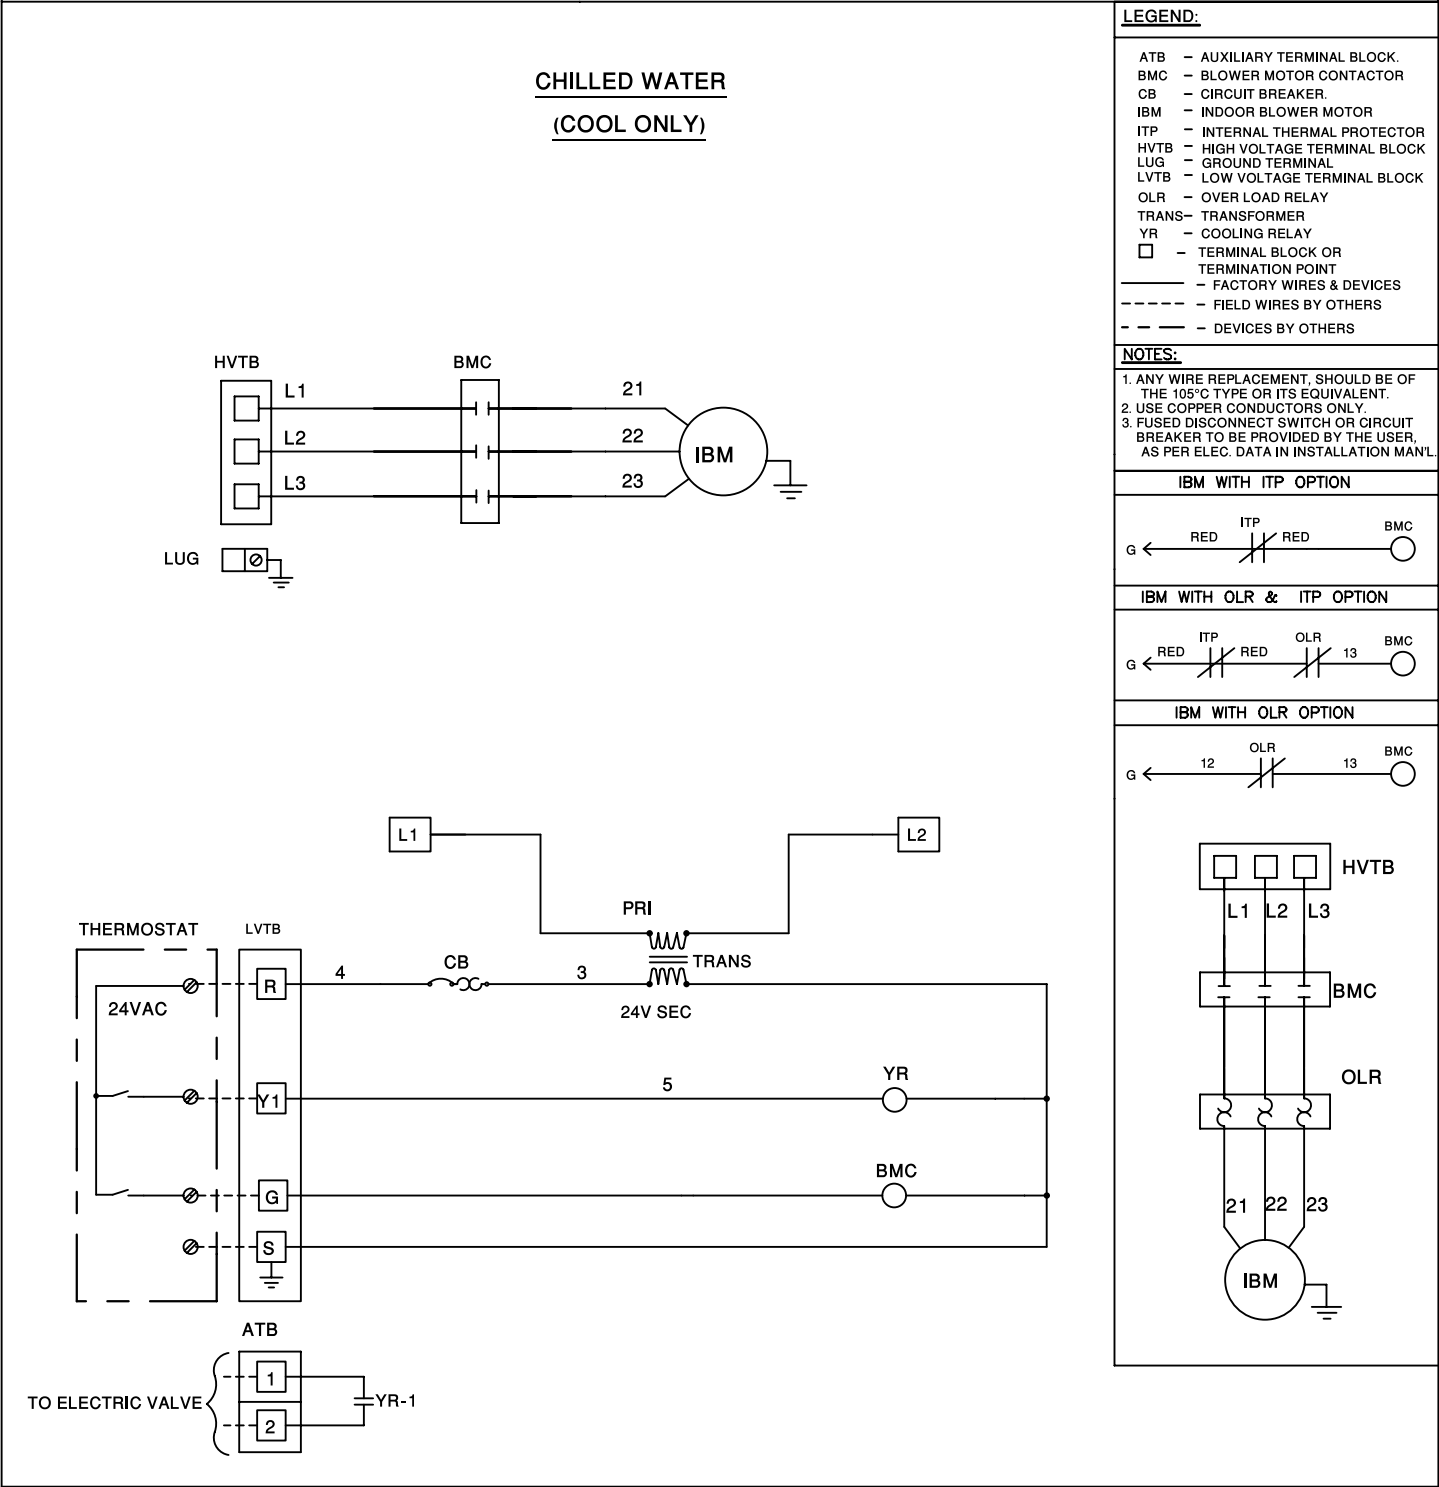 CHILLED WATER
(COOL ONLY)
HVTB
BMC
L1
21
L2
22
IBM
L3
23
LUG
L1
L2
PRI
THERMOSTAT
LVTB
CB
TRANS
R
4
3
24VAC
24V SEC
YR
5
Y1
BMC
G
S
ATB
1
TO ELECTRIC VALVE
YR-1
2
LEGEND:
ATB – AUXILIARY TERMINAL BLOCK.
BMC – BLOWER MOTOR CONTACTOR
CB – CIRCUIT BREAKER.
IBM – INDOOR BLOWER MOTOR
ITP – INTERNAL THERMAL PROTECTOR
HVTB – HIGH VOLTAGE TERMINAL BLOCK
LUG – GROUND TERMINAL
LVTB – LOW VOLTAGE TERMINAL BLOCK
OLR – OVER LOAD RELAY
TRANS– TRANSFORMER
YR – COOLING RELAY
– TERMINAL BLOCK OR
TERMINATION POINT
– FACTORY WIRES & DEVICES
– FIELD WIRES BY OTHERS
– DEVICES BY OTHERS
NOTES:
1. ANY WIRE REPLACEMENT, SHOULD BE OF
THE 105°C TYPE OR ITS EQUIVALENT.
2. USE COPPER CONDUCTORS ONLY.
3. FUSED DISCONNECT SWITCH OR CIRCUIT
BREAKER TO BE PROVIDED BY THE USER,
AS PER ELEC. DATA IN INSTALLATION MAN'L.
IBM WITH ITP OPTION
ITP
BMC
RED
RED
G
IBM WITH OLR & ITP OPTION
ITP
OLR
BMC
RED
RED
13
G
IBM WITH OLR OPTION
OLR
BMC
12
13
G
HVTB
L1
L2
L3
BMC
OLR
21
22
23
IBM